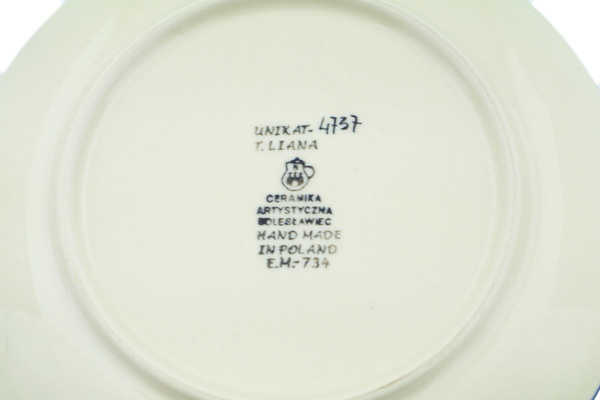 UNIKAT- 4737
T. LIANA
CERAMIKA
ARTYSTYCZNA
BOLESŁAWIEC
HAND MADE
IN POLAND
E.M.-734